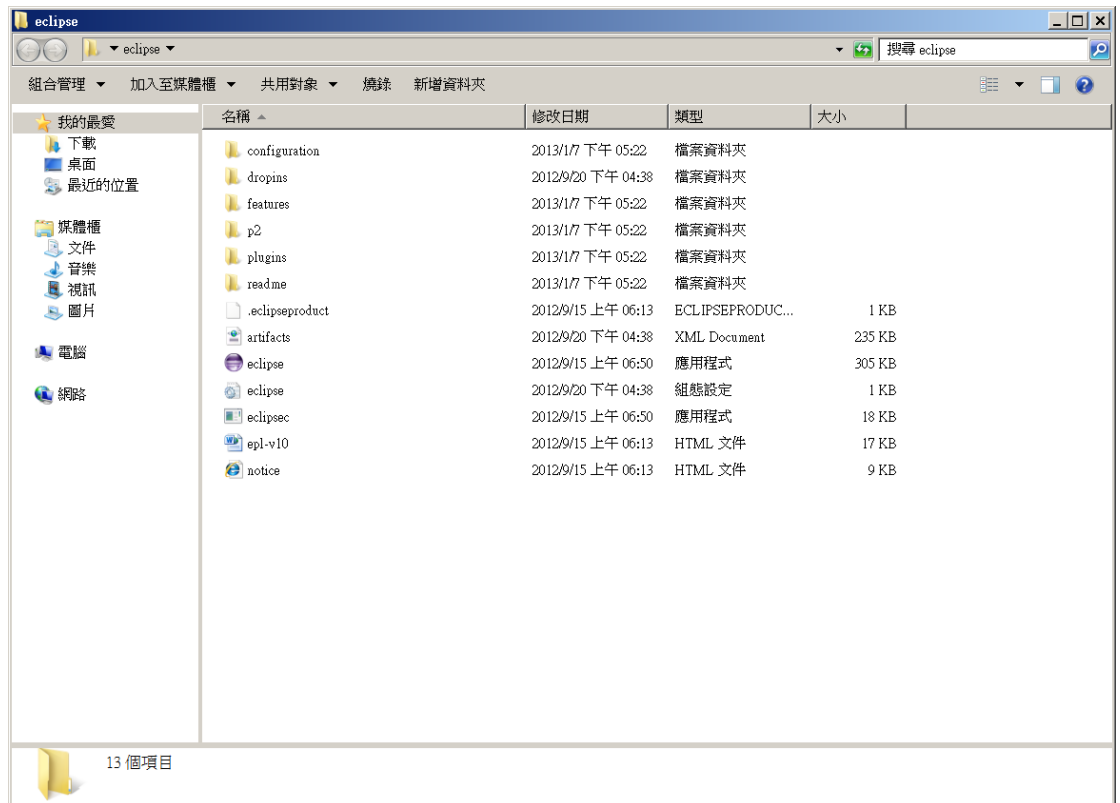 eclipse
eclipse
搜尋 eclipse
組合管理 加入至媒體櫃 共用對象 燒錄 新增資料夾
我的最愛
下載
桌面
最近的位置
媒體櫃
文件
音樂
視訊
圖片
電腦
網路
名稱 修改日期 類型 大小
configuration 2013/1/7 下午 05:22 檔案資料夾
dropins 2012/9/20 下午 04:38 檔案資料夾
features 2013/1/7 下午 05:22 檔案資料夾
p2 2013/1/7 下午 05:22 檔案資料夾
plugins 2013/1/7 下午 05:22 檔案資料夾
readme 2013/1/7 下午 05:22 檔案資料夾
.eclipseproduct 2012/9/15 上午 06:13 ECLIPSEPRODUC... 1 KB
artifacts 2012/9/20 下午 04:38 XML Document 235 KB
eclipse 2012/9/15 上午 06:50 應用程式 305 KB
eclipse 2012/9/20 下午 04:38 組態設定 1 KB
eclipsec 2012/9/15 上午 06:50 應用程式 18 KB
epl-v10 2012/9/15 上午 06:13 HTML 文件 17 KB
notice 2012/9/15 上午 06:13 HTML 文件 9 KB
13 個項目